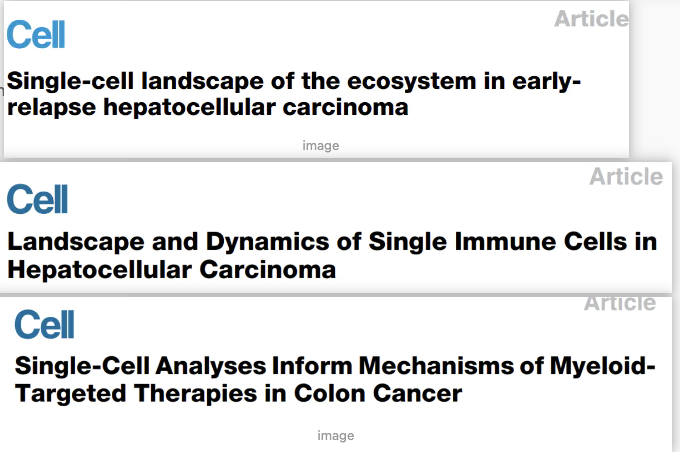 Article
Cell
Single-cell landscape of the ecosystem in early-
relapse hepatocellular carcinoma
image
Article
Cell
Landscape and Dynamics of Single Immune Cells in
Hepatocellular Carcinoma
Article
Cell
Single-Cell Analyses Inform Mechanisms of Myeloid-
Targeted Therapies in Colon Cancer
image